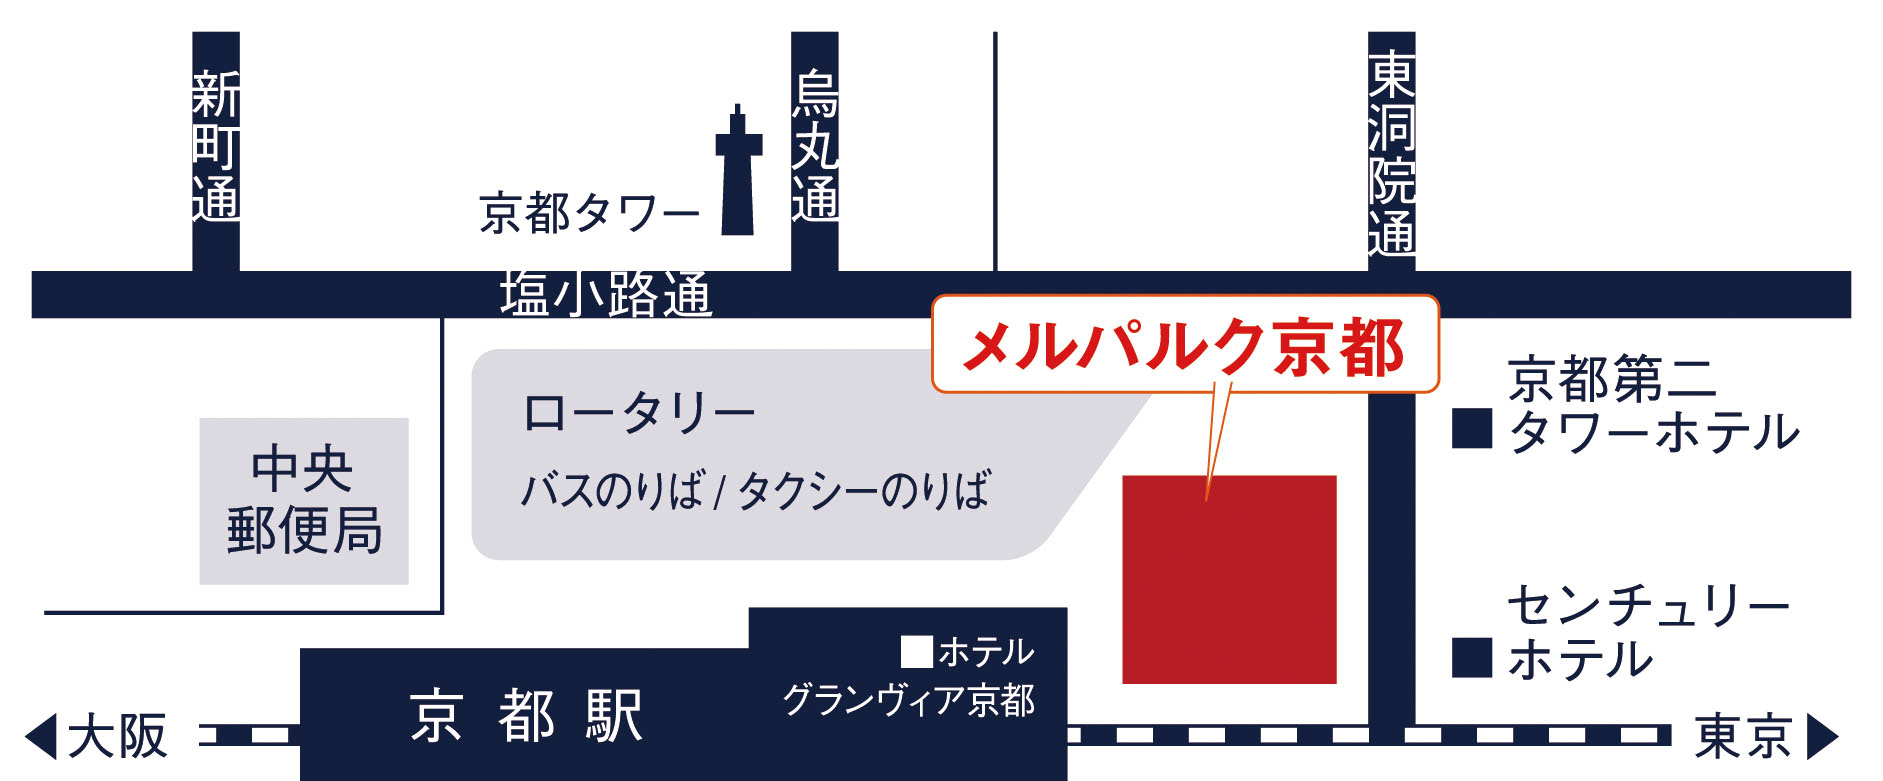 新町通
烏丸通
東洞院通
京都タワー
塩小路通
メルパルク京都
ロータリー
バスのりば / タクシーのりば
中央
郵便局
京都第二
タワーホテル
センチュリー
ホテル
ホテル
グランヴィア京都
京都駅
大阪
東京